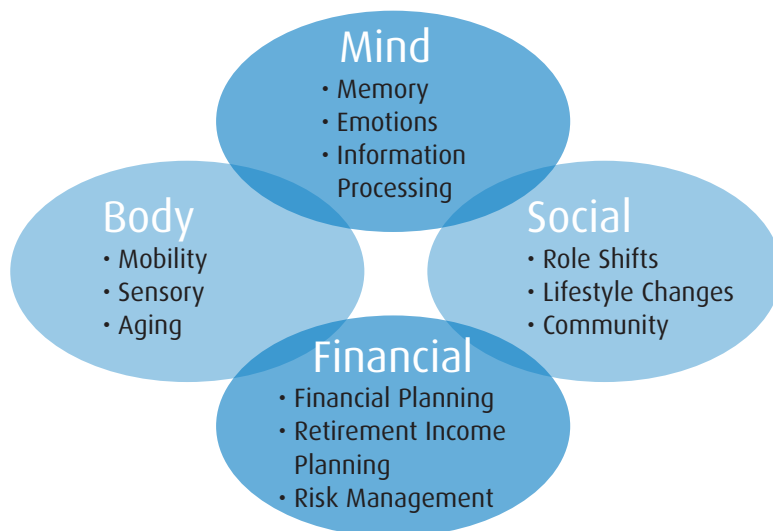 Mind
• Memory
• Emotions
• Information
Processing
Body
• Mobility
• Sensory
• Aging
Social
• Role Shifts
• Lifestyle Changes
• Community
Financial
• Financial Planning
• Retirement Income
Planning
• Risk Management